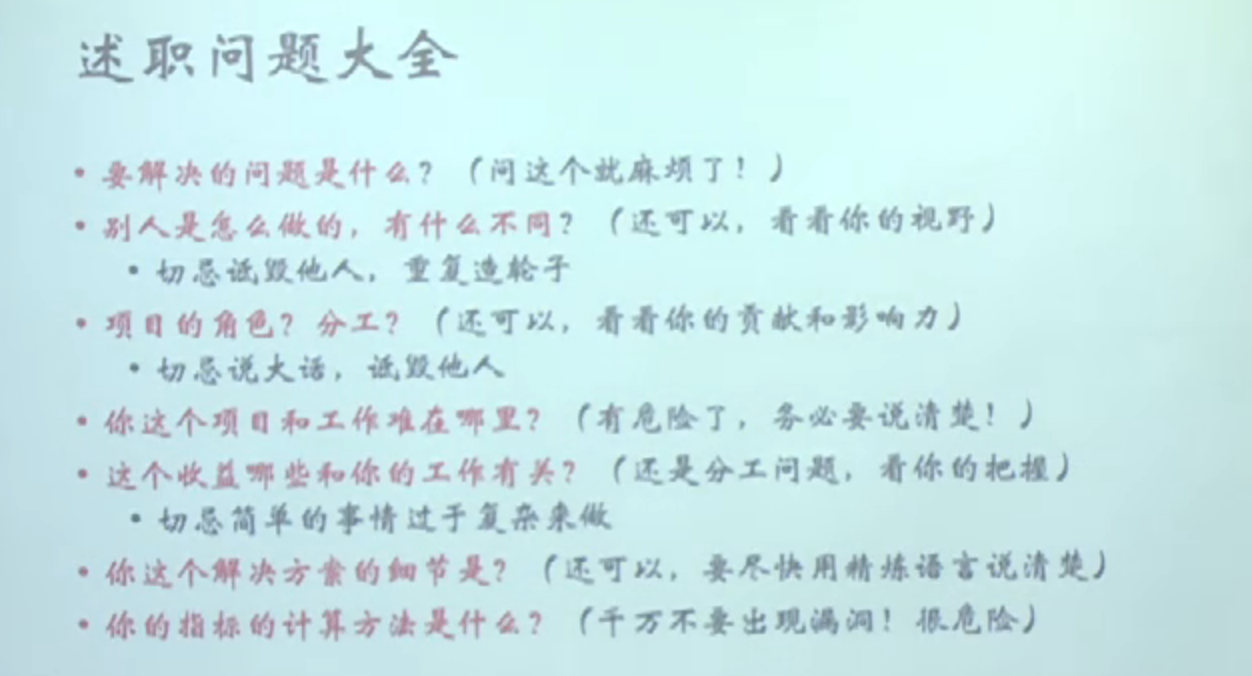 述职问题大全
• 要解决的问题是什么？（问这个就麻烦了！）
• 别人是怎么做的，有什么不同？（还可以，看看你的视野）
• 切忌诋毁他人，重复造轮子
• 项目的角色？分工？（还可以，看看你的贡献和影响力）
• 切忌说大话，诋毁他人
• 你这个项目和工作难在哪里？（有危险了，务必要说清楚！）
• 这个收益哪些和你的工作有关？（还是分工问题，看你的把握）
• 切忌简单的事情过于复杂来做
• 你这个解决方案的细节是？（还可以，要尽快用精炼语言说清楚）
• 你的指标的计算方法是什么？（千万不要出现漏洞！很危险）